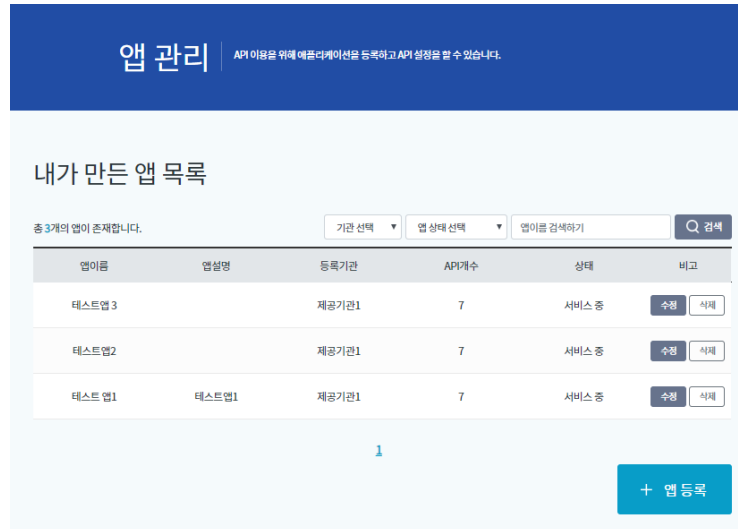 앱 관리
API 이용을 위해 애플리케이션을 등록하고 API 설정을 할 수 있습니다.
내가 만든 앱 목록
총 3개의 앱이 존재합니다.
기관 선택 ▼ 앱 상태 선택 ▼ 앱이름 검색하기 검색
앱이름 앱설명 등록기관 API개수 상태 비고
테스트앱 3 제공기관1 7 서비스 중 수정 삭제
테스트앱2 제공기관1 7 서비스 중 수정 삭제
테스트 앱1 테스트앱1 제공기관1 7 서비스 중 수정 삭제
1
+ 앱 등록